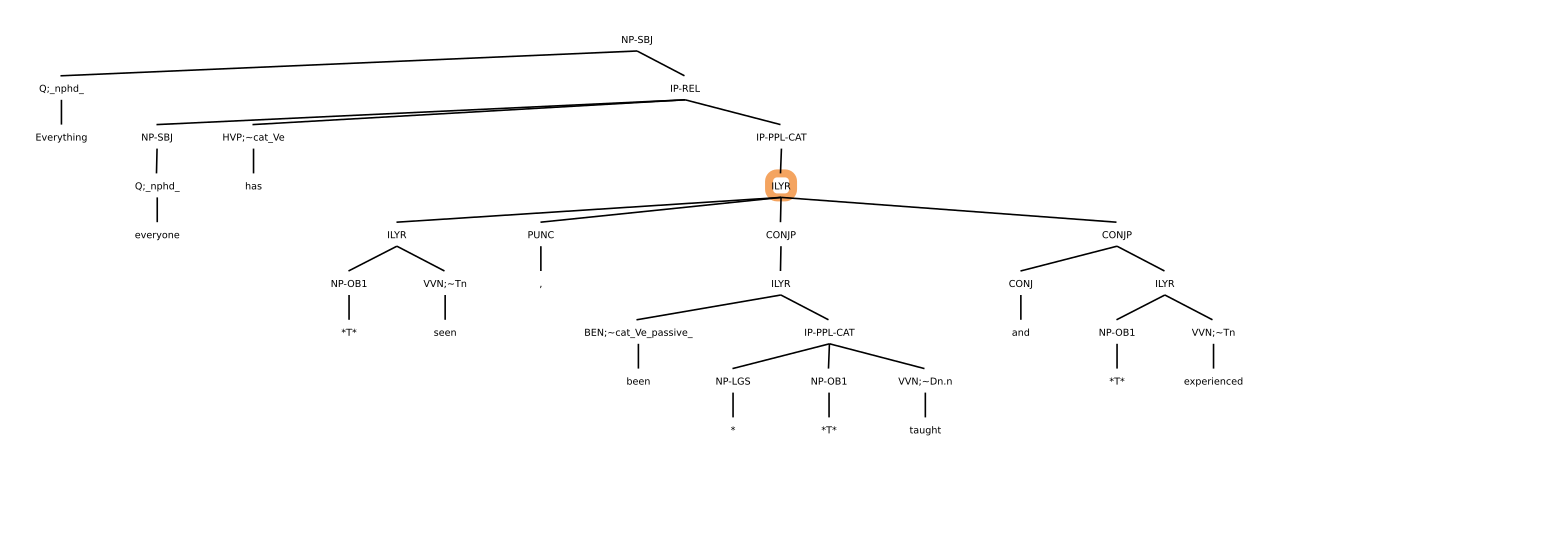 NP-SBJ
Q;_nphd_ IP-REL
Everything NP-SBJ HVP;~cat_Ve IP-PPL-CAT
Q;_nphd_ has ILYR
everyone ILYR PUNC CONJP CONJP
NP-OB1 VVN;~Tn , ILYR CONJ ILYR
*T* seen BEN;~cat_Ve_passive_ IP-PPL-CAT and NP-OB1 VVN;~Tn
been NP-LGS NP-OB1 VVN;~Dn.n *T* experienced
* *T* taught